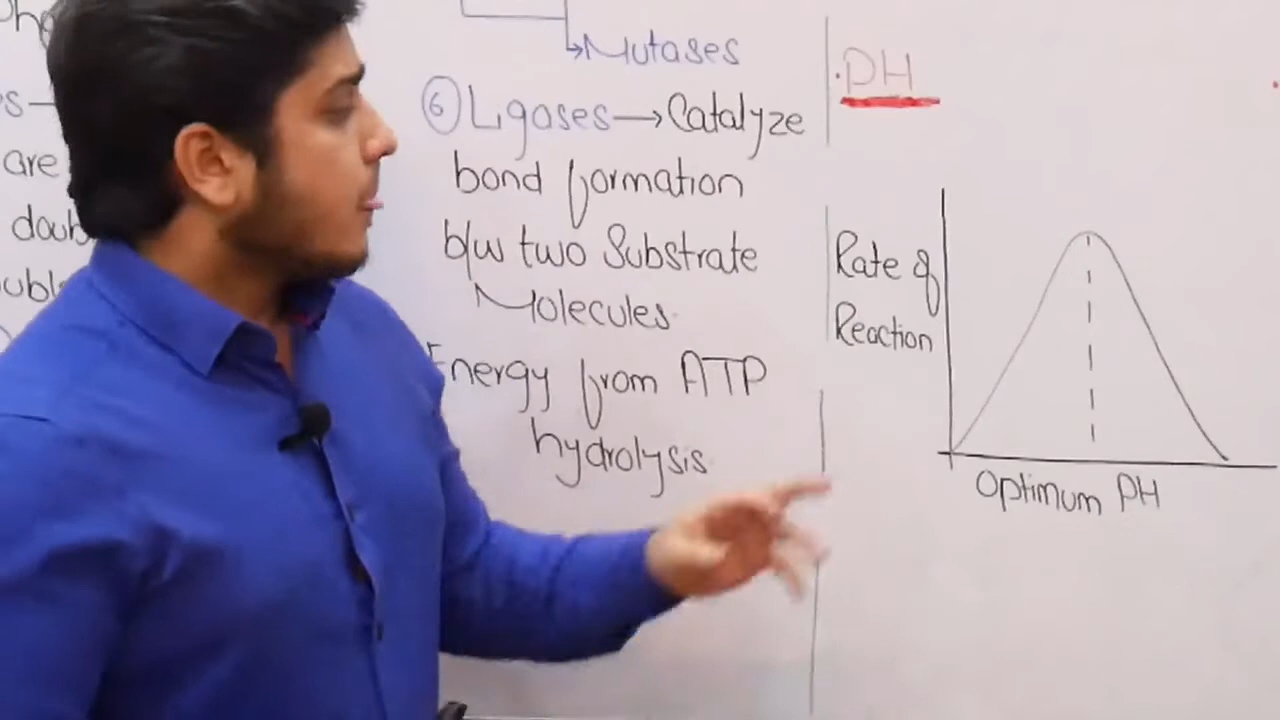 are
Mutases
6 Ligases → Catalyze
bond formation
b/w two Substrate
Molecules.
Energy from ATP
hydrolysis.
. PH
Rate of
Reaction
Optimum PH